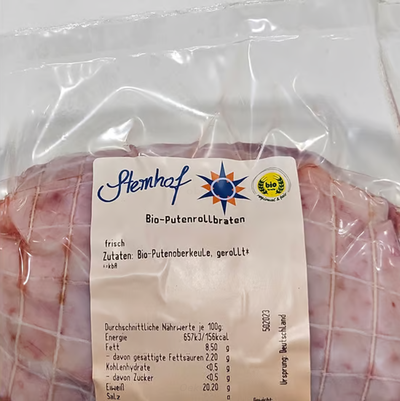 Sternhof
bio
Bio-Putenrollbraten
frisch
Zutaten: Bio-Putenoberkeule, gerollt*
*kbA
Durchschnittliche Nährwerte je 100g:
Energie 657kJ/156kcal
Fett 8,50 g
- davon gesättigte Fettsäuren 2,20 g
Kohlenhydrate <0,5 g
- davon Zucker <0,5 g
Eiweiß 20,20 g
Salz g
502023
Ursprung: Deutschland
Gewicht